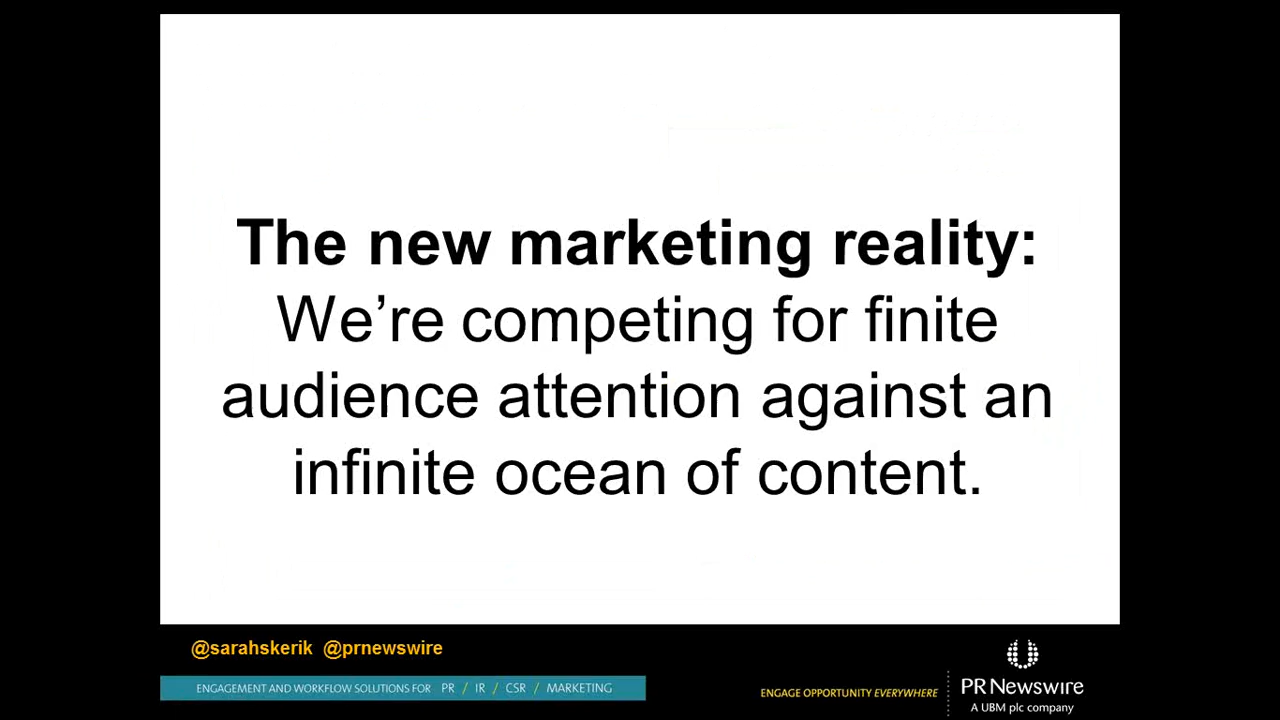 The new marketing reality:
We’re competing for finite
audience attention against an
infinite ocean of content.
@sarahskerik @prnewswire
ENGAGEMENT AND WORKFLOW SOLUTIONS FOR PR / IR / CSR / MARKETING
ENGAGE OPPORTUNITY EVERYWHERE
PR Newswire
A UBM plc company